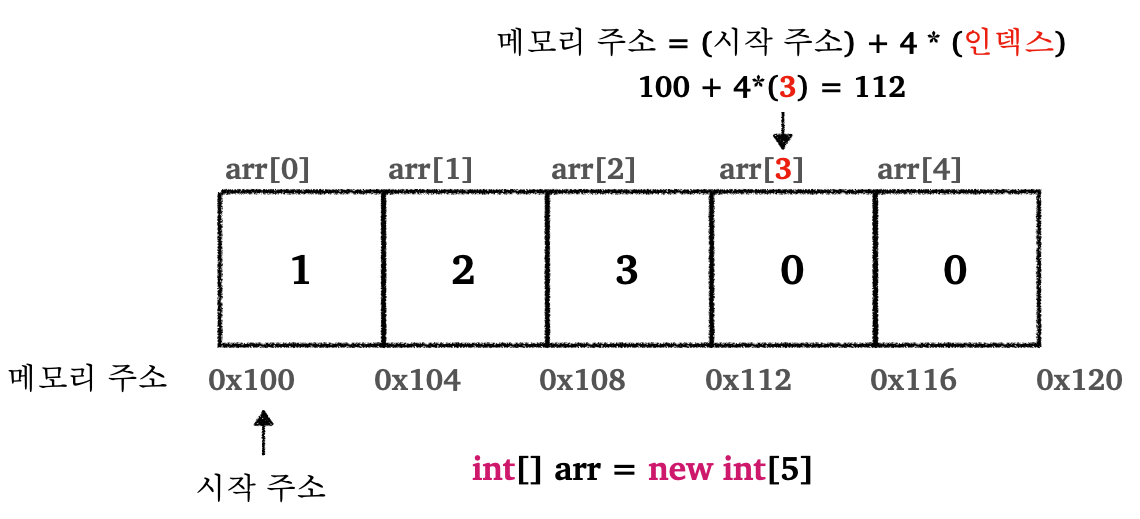 메모리 주소 = (시작 주소) + 4 * (인덱스)
100 + 4*(3) = 112
arr[0] arr[1] arr[2] arr[3] arr[4]
1 2 3 0 0
메모리 주소 0x100 0x104 0x108 0x112 0x116 0x120
시작 주소
int[] arr = new int[5]